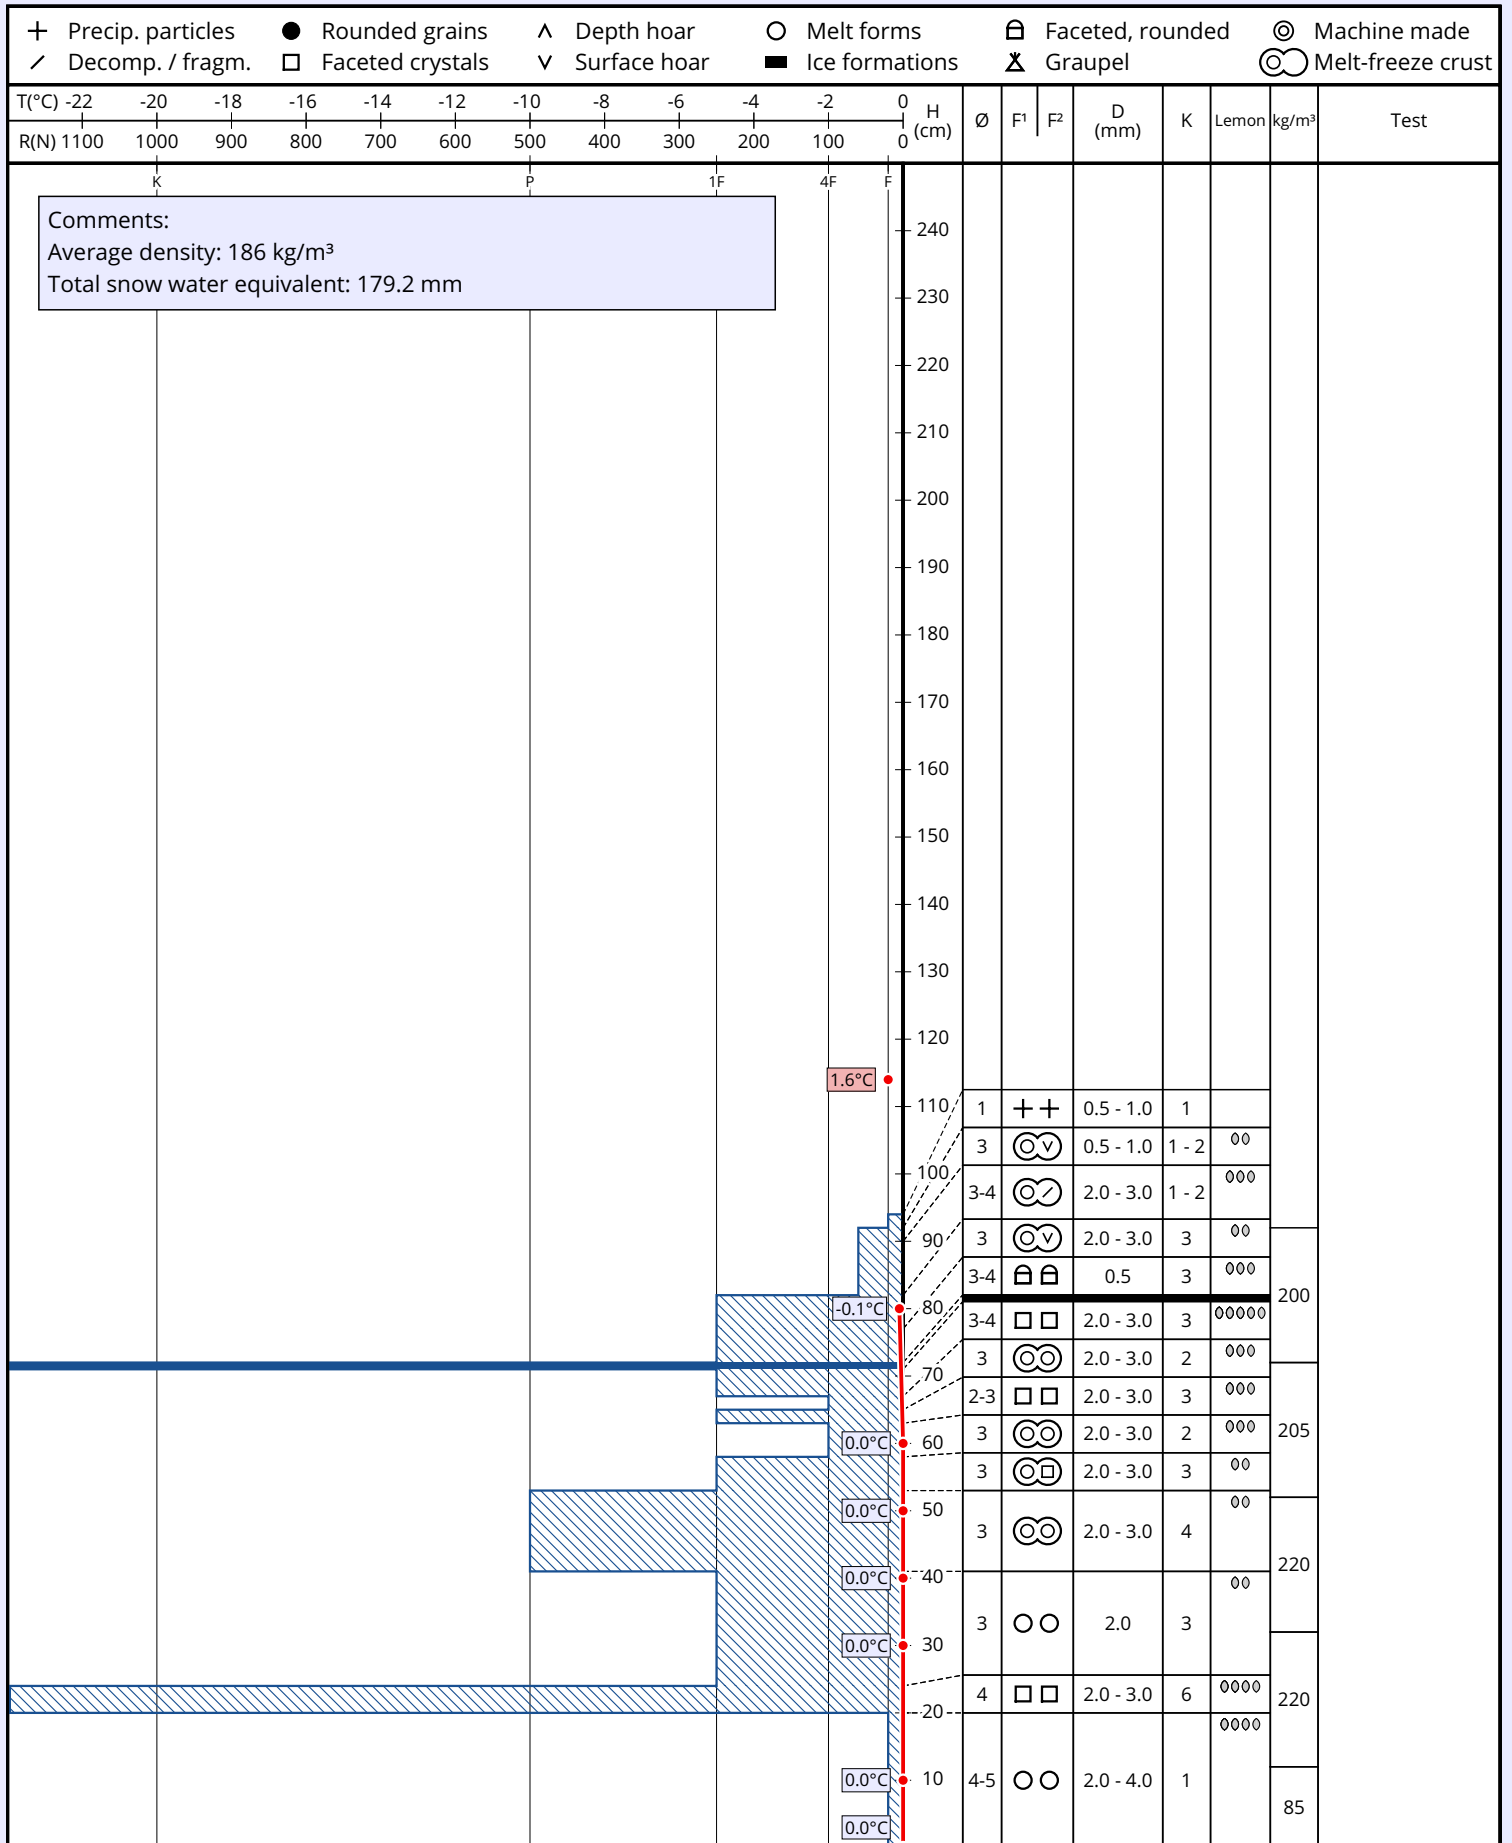 Precip. particles Rounded grains Depth hoar Melt forms Faceted, rounded Machine made
Decomp. / fragm. Faceted crystals Surface hoar Ice formations Graupel Melt-freeze crust
T(°C) -22 -20 -18 -16 -14 -12 -10 -8 -6 -4 -2 0
R(N) 1100 1000 900 800 700 600 500 400 300 200 100 0
H (cm) Ø F¹ F² D (mm) K Lemon kg/m³ Test
K P 1F 4F F
Comments:
Average density: 186 kg/m³
Total snow water equivalent: 179.2 mm
240
230
220
210
200
190
180
170
160
150
140
130
120
1.6°C
110
1 0.5 - 1.0 1
3 0.5 - 1.0 1 - 2
100
3-4 2.0 - 3.0 1 - 2
90
3 2.0 - 3.0 3
3-4 0.5 3
200
-0.1°C 80
3-4 2.0 - 3.0 3
3 2.0 - 3.0 2
70
2-3 2.0 - 3.0 3
205
3 2.0 - 3.0 2
0.0°C 60
3 2.0 - 3.0 3
0.0°C 50
3 2.0 - 3.0 4
220
0.0°C 40
3 2.0 3
0.0°C 30
4 2.0 - 3.0 6
220
20
0.0°C 10
4-5 2.0 - 4.0 1
85
0.0°C